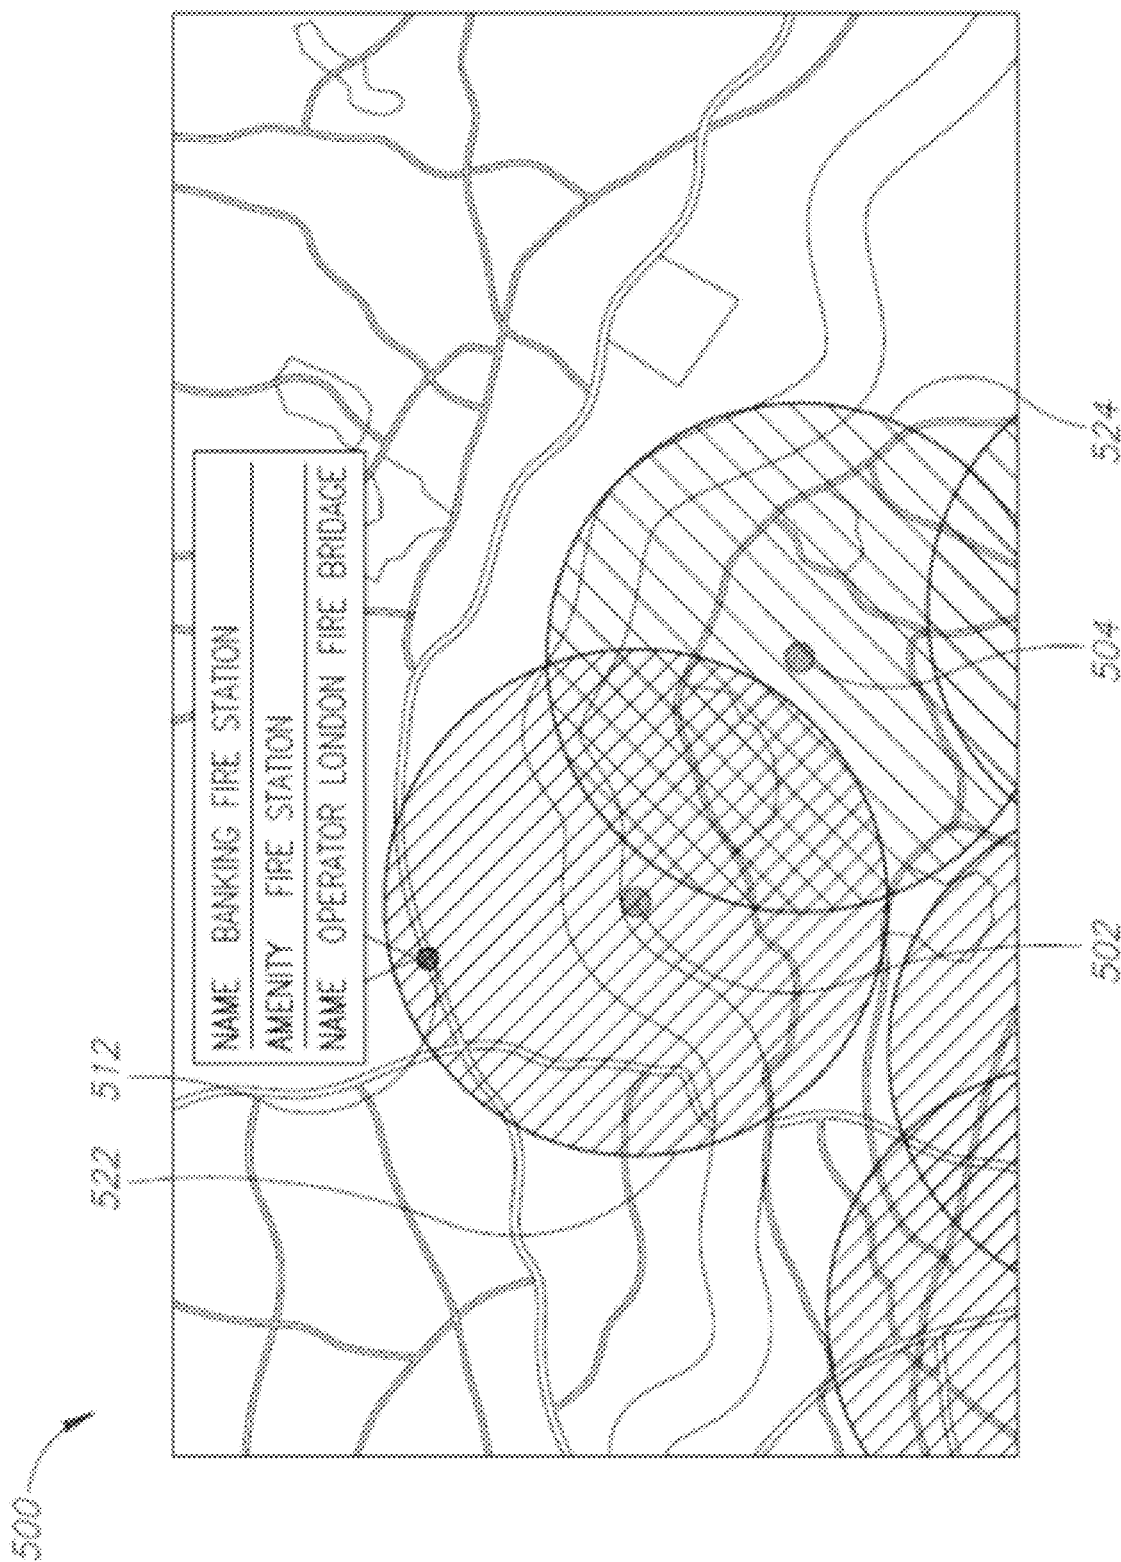 500
522
512
NAME BANKING FIRE STATION
AMENITY FIRE STATION
NAME OPERATOR LONDON FIRE BRIDAGE
502
504
524